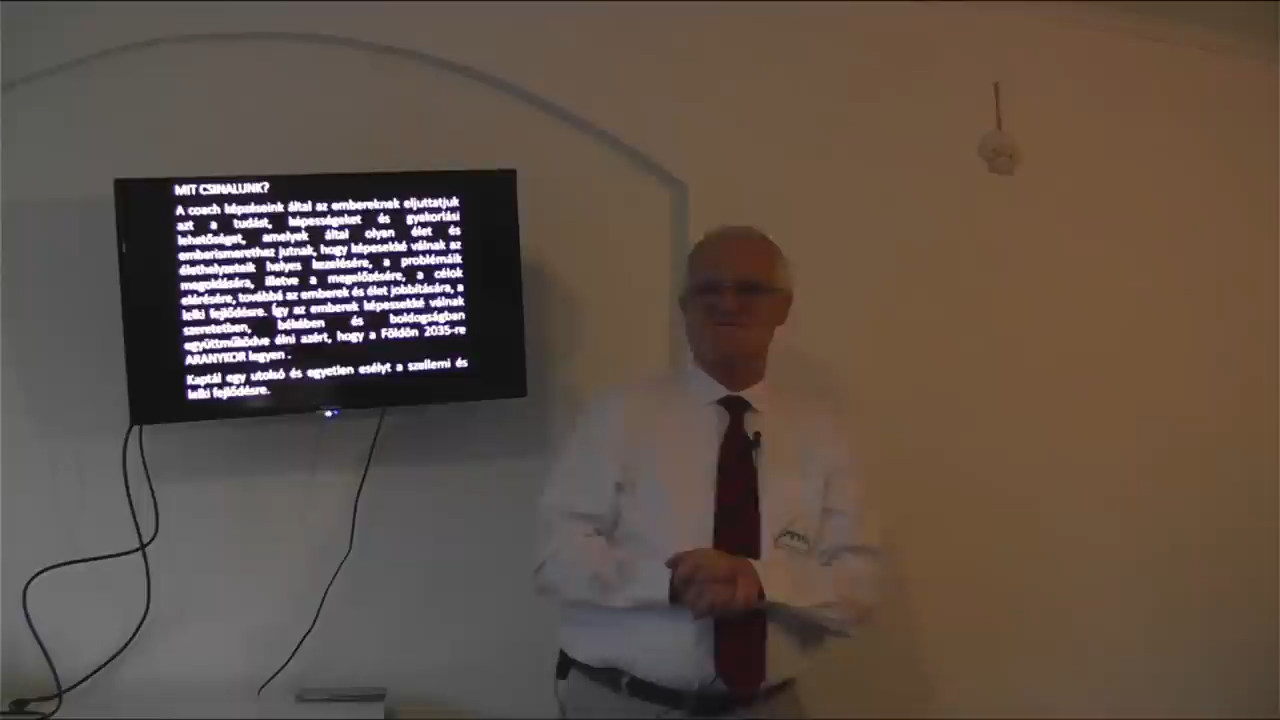 MIT CSINALUNK?
A coach képzéseink által az embereknek eljuttatjuk
azt a tudást, képességeket és gyakorlási
lehetőséget, amelyek által olyan élet és
emberismerethez jutnak, hogy képesekké válnak az
élethelyzeteik helyes kezelésére, a problémáik
megoldására, illetve a megelőzésére, a célok
elérésére, továbbá az emberek és élet jobbítására, a
lelki fejlődésre. Így az emberek képessekké válnak
szeretetben, békében és boldogságban
együttműködve élni azért, hogy a Földön 2035-re
ARANYKOR legyen .
Kaptál egy utolsó és egyetlen esélyt a szellemi és
lelki fejlődésre.